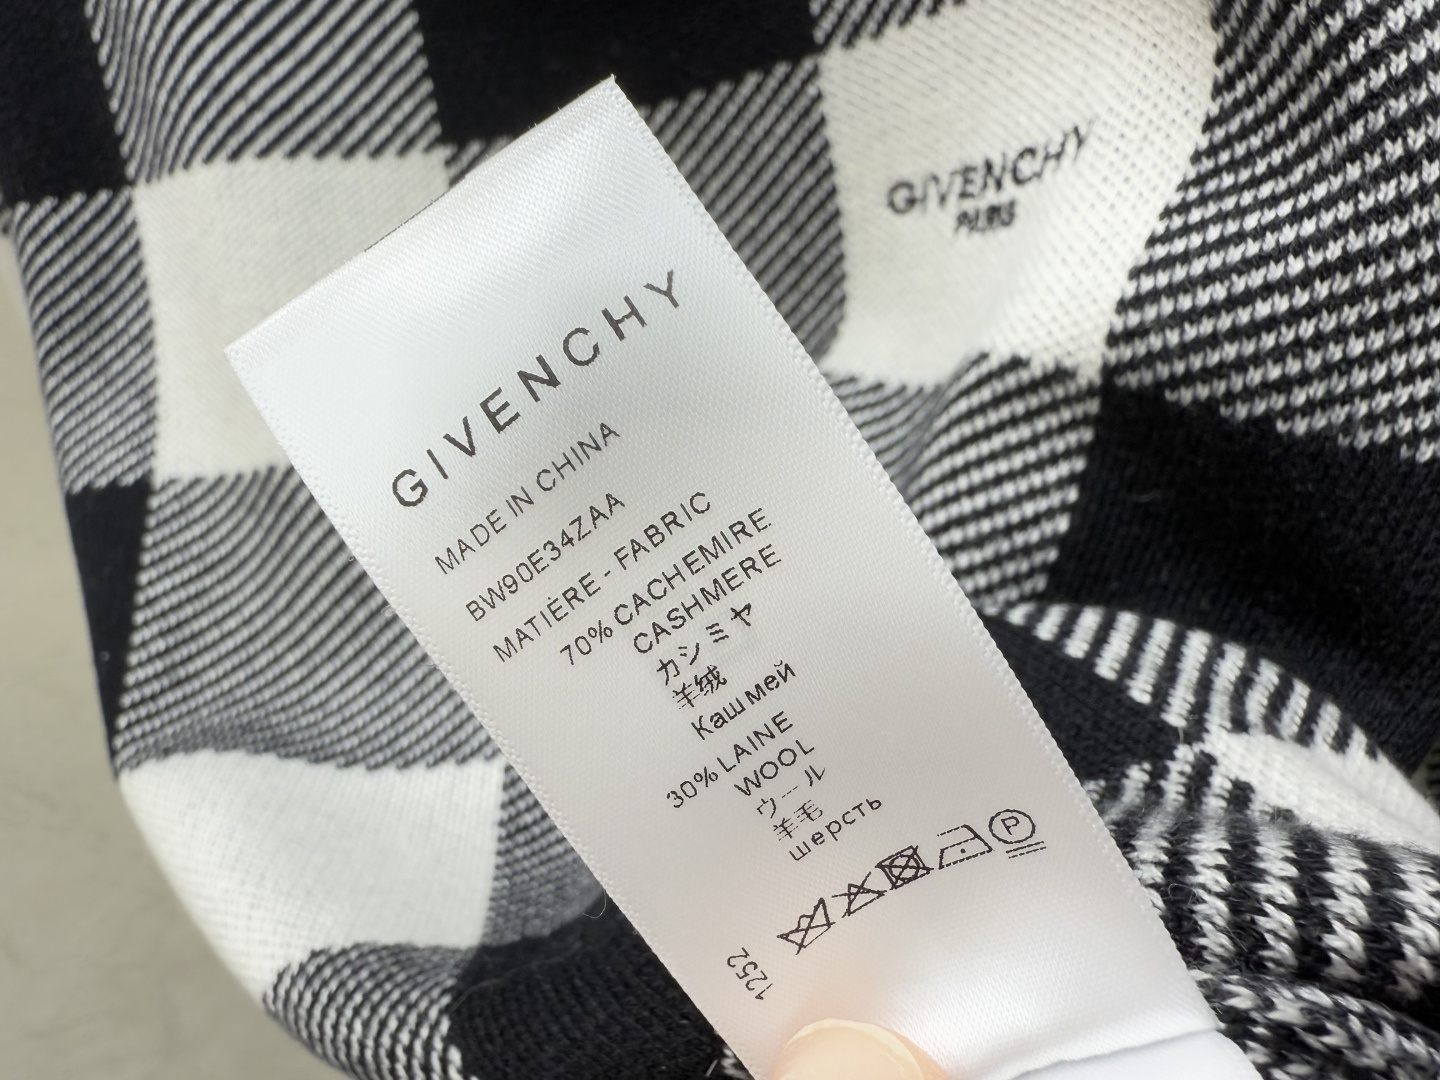 GIVENCHY
PARIS
GIVENCHY
MADE IN CHINA
BW90E34ZAA
MATIÈRE - FABRIC
70% CACHEMIRE
CASHMERE
カシミヤ
羊绒
Кашмей
30% LAINE
WOOL
ウール
羊毛
шерсть
P
1252